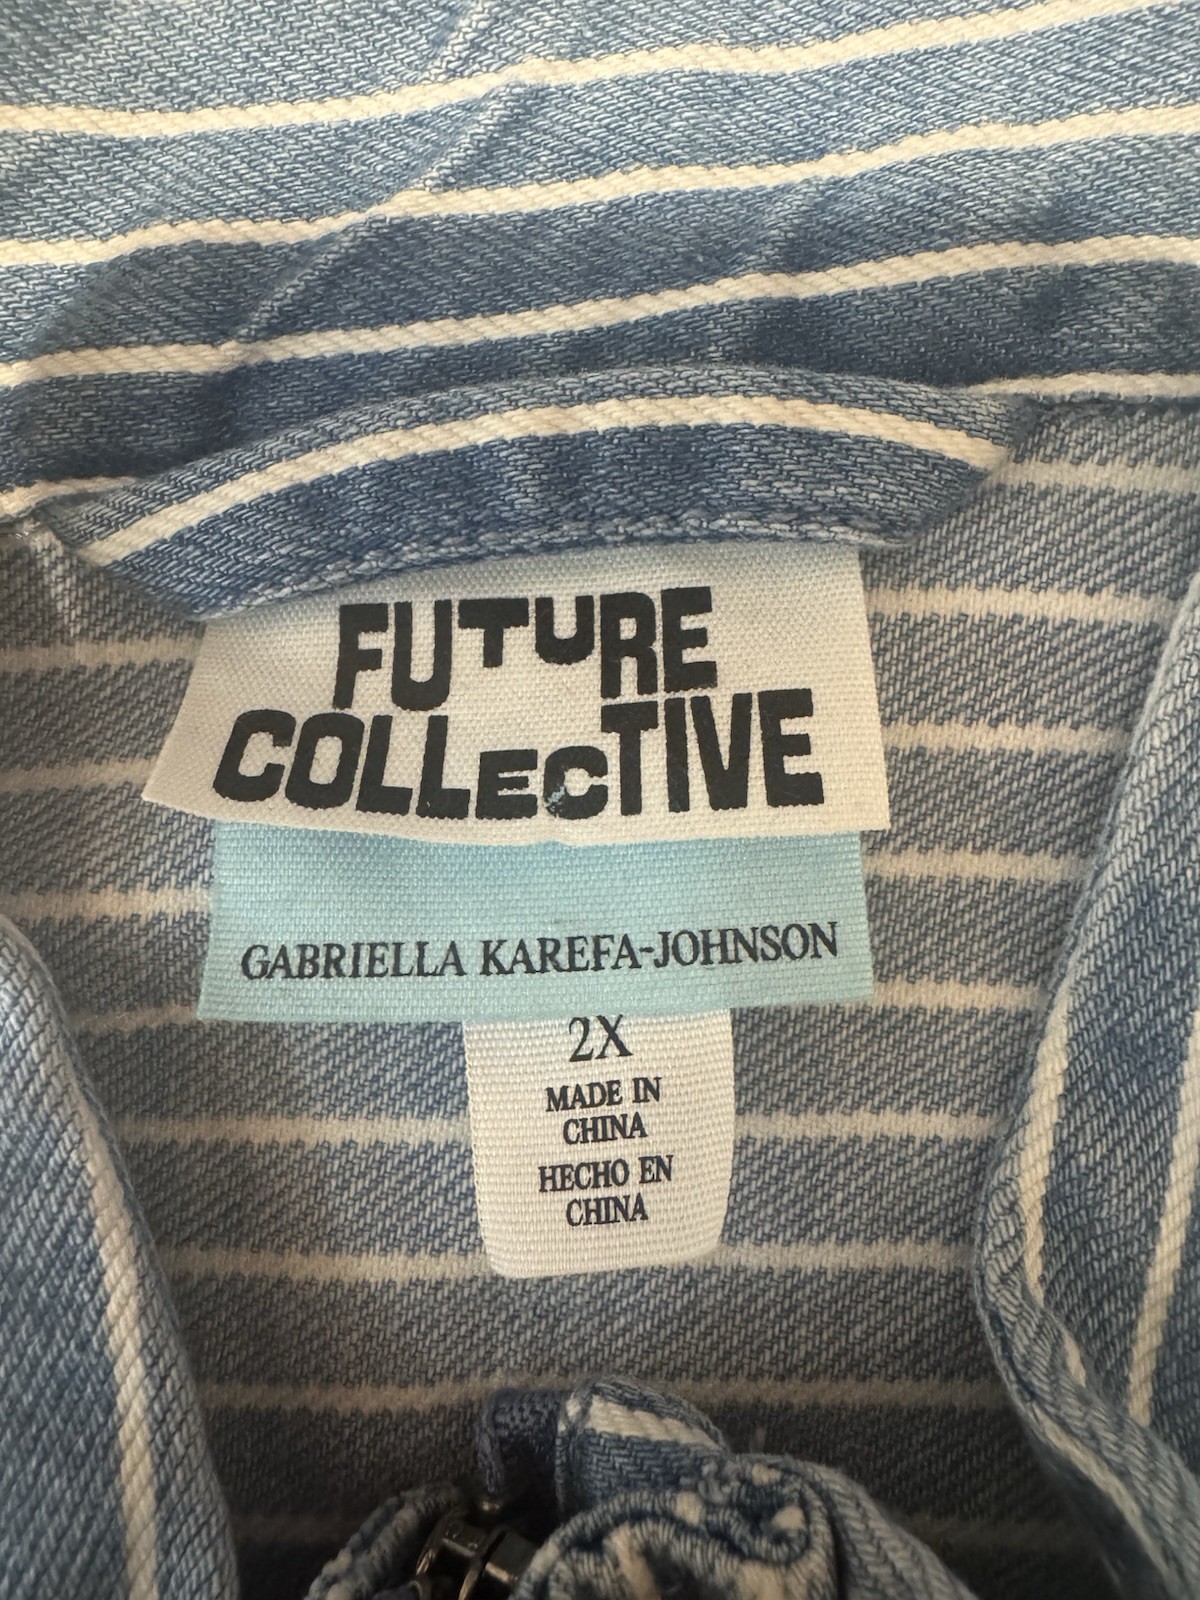 FUTURE
COLLECTIVE
GABRIELLA KAREFA-JOHNSON
2X
MADE IN
CHINA
HECHO EN
CHINA